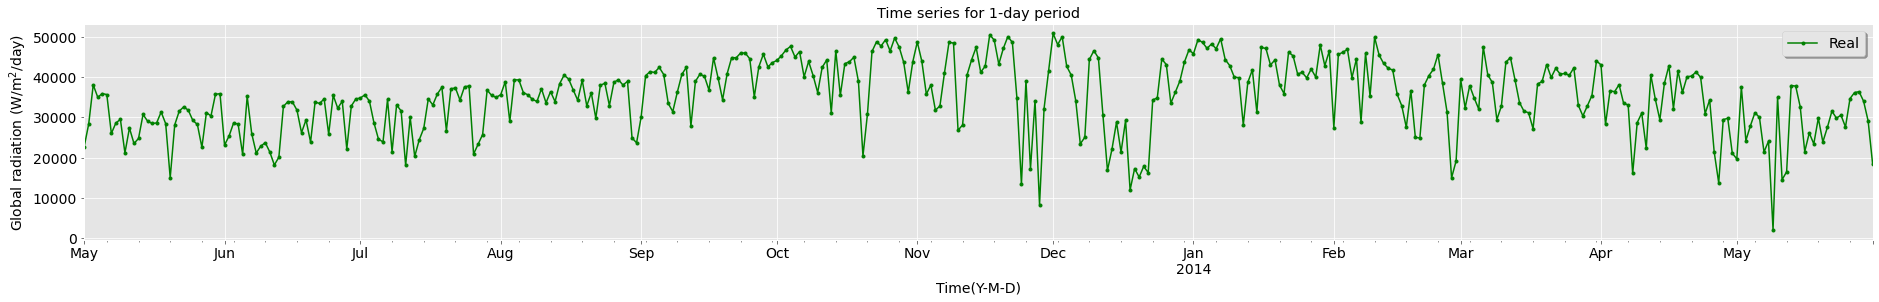 Time series for 1-day period
Global radiation (W/m²/day)
50000
40000
30000
20000
10000
0
Real
May Jun Jul Aug Sep Oct Nov Dec Jan Feb Mar Apr May
2014
Time(Y-M-D)